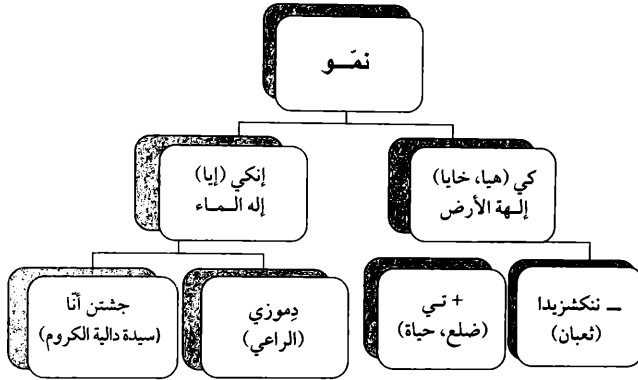 نمّـو
كي (هيا، خايا)
إلـهة الأرض
إنكي (إيا)
إله الـمـاء
ـ ننكشزيدا
(ثعبان)
+ تـي
(ضلع، حياة)
دِموزي
(الراعي)
جشتن أنّا
(سيدة دالية الكروم)